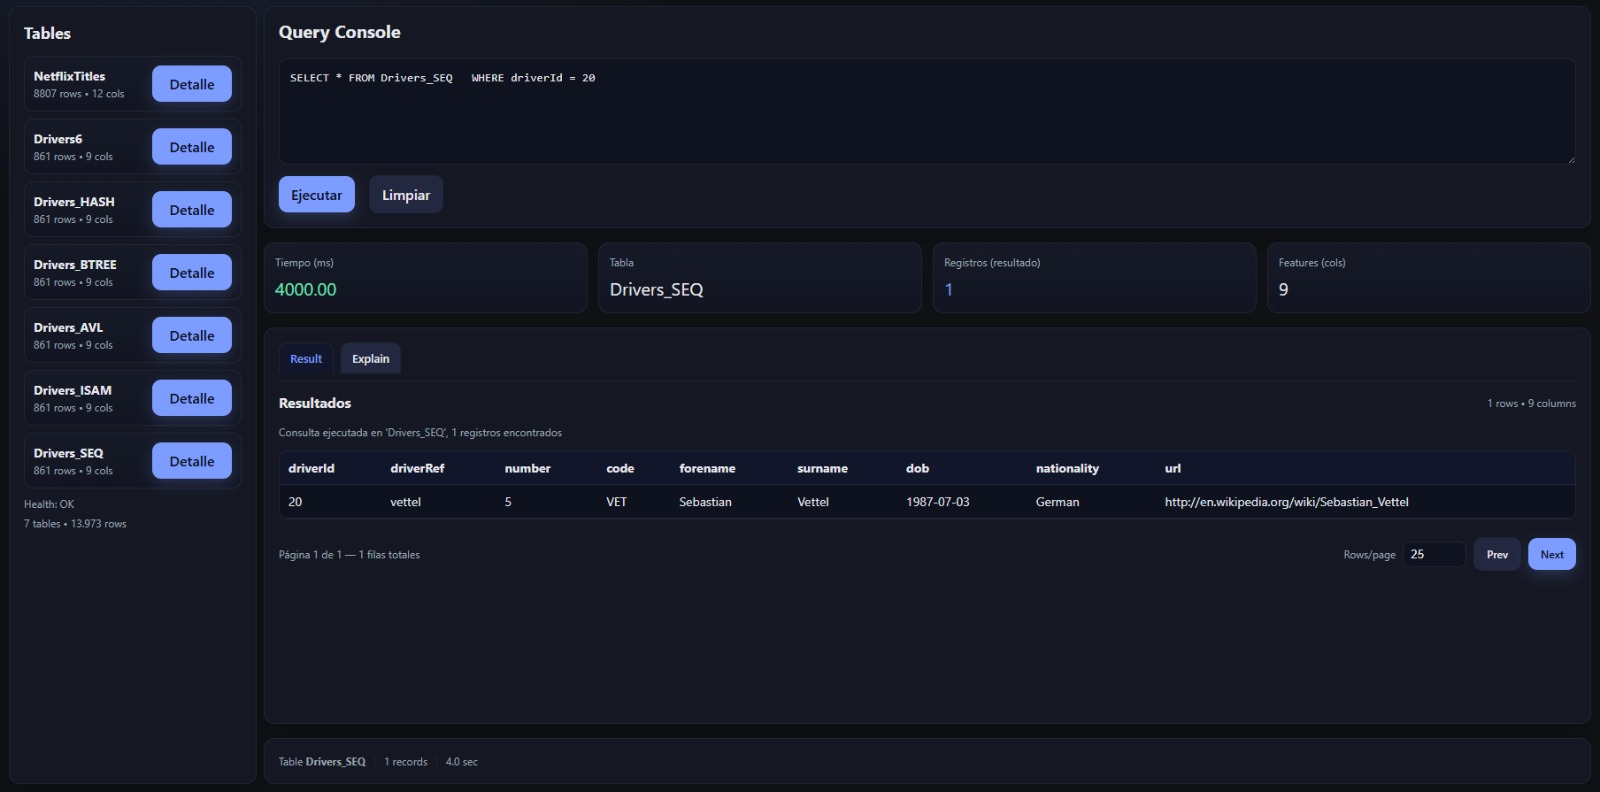 Tables
NetflixTitles
8807 rows • 12 cols
Detalle
Drivers6
861 rows • 9 cols
Detalle
Drivers_HASH
861 rows • 9 cols
Detalle
Drivers_BTREE
861 rows • 9 cols
Detalle
Drivers_AVL
861 rows • 9 cols
Detalle
Drivers_ISAM
861 rows • 9 cols
Detalle
Drivers_SEQ
861 rows • 9 cols
Detalle
Health: OK
7 tables • 13.973 rows
Query Console
SELECT * FROM Drivers_SEQ   WHERE driverId = 20
Ejecutar Limpiar
Tiempo (ms)
4000.00
Tabla
Drivers_SEQ
Registros (resultado)
1
Features (cols)
9
Result Explain
Resultados 1 rows • 9 columns
Consulta ejecutada en 'Drivers_SEQ', 1 registros encontrados
driverId driverRef number code forename surname dob nationality url
20 vettel 5 VET Sebastian Vettel 1987-07-03 German http://en.wikipedia.org/wiki/Sebastian_Vettel
Página 1 de 1 — 1 filas totales Rows/page 25 Prev Next
Table Drivers_SEQ 1 records 4.0 sec